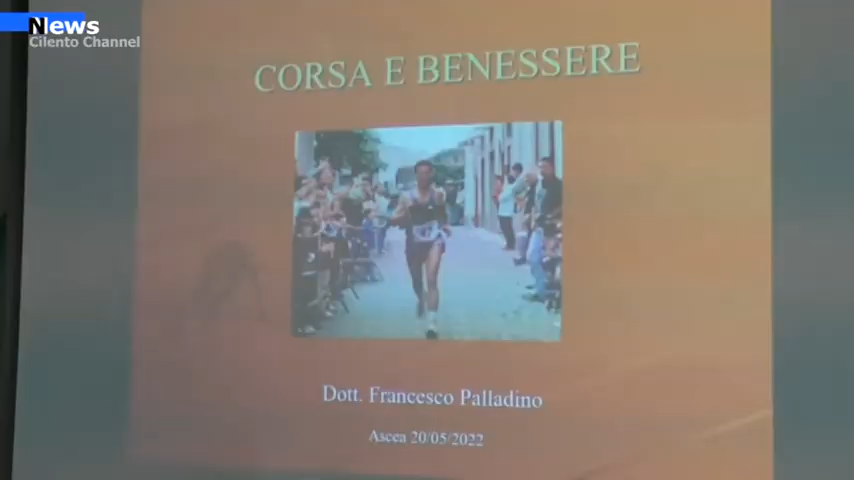 News
Cilento Channel
CORSA E BENESSERE
Dott. Francesco Palladino
Ascea 20/05/2022